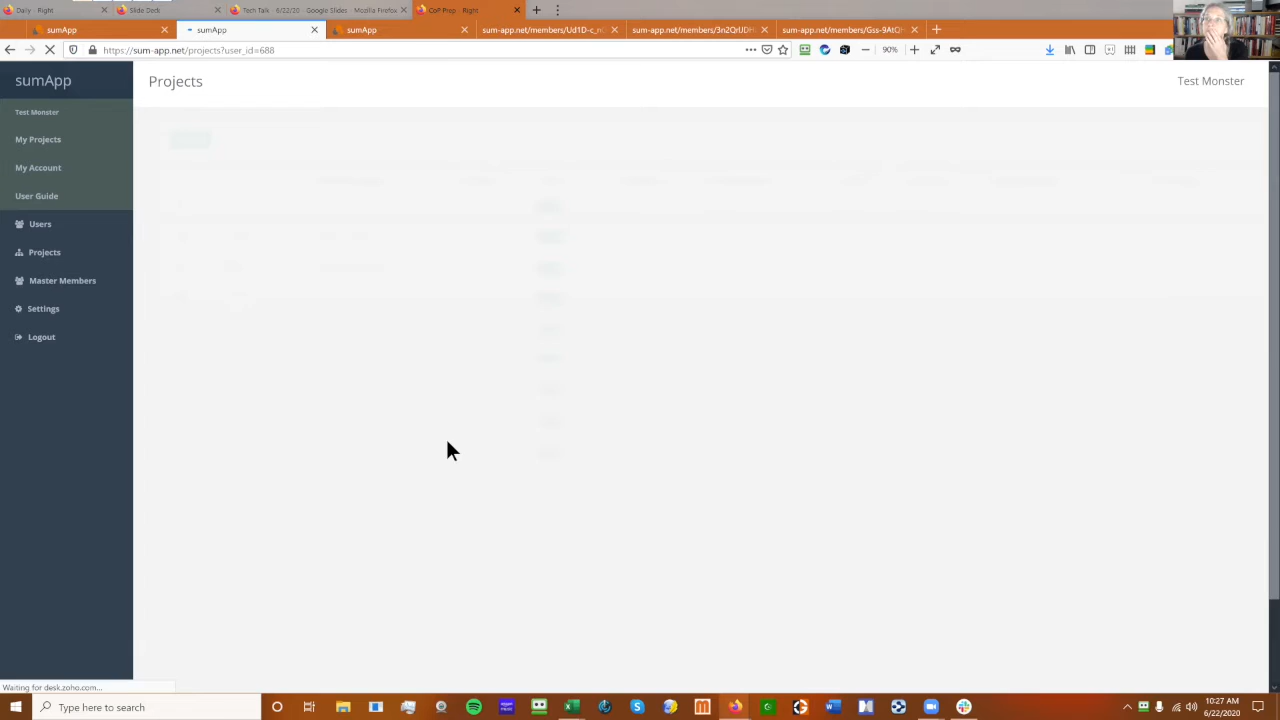 Daily - Right
Slide Deck
Tech Talk - 6/22/20 - Google Slides - Mozilla Firefox
CoP Prep - Right
sumApp
sumApp
sumApp
sum-app.net/members/Ud1D-c_n
sum-app.net/members/3n2QrUDH
sum-app.net/members/Gss-9AtQH
https://sum-app.net/projects?user_id=688
90%
sumApp
Projects
Test Monster
Test Monster
My Projects
My Account
User Guide
Users
Projects
Master Members
Settings
Logout
Waiting for desk.zoho.com...
Type here to search
10:27 AM
6/22/2020